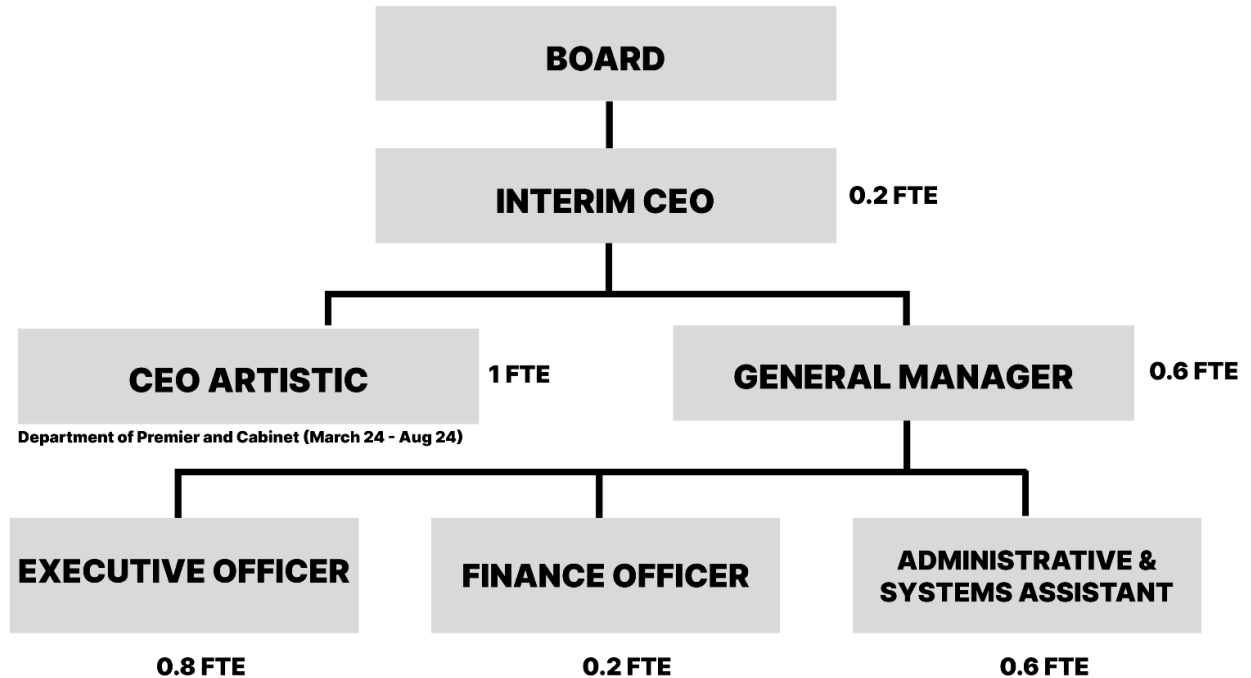 BOARD
INTERIM CEO
0.2 FTE
CEO ARTISTIC
1 FTE
GENERAL MANAGER
0.6 FTE
Department of Premier and Cabinet (March 24 - Aug 24)
EXECUTIVE OFFICER
FINANCE OFFICER
ADMINISTRATIVE &
SYSTEMS ASSISTANT
0.8 FTE
0.2 FTE
0.6 FTE